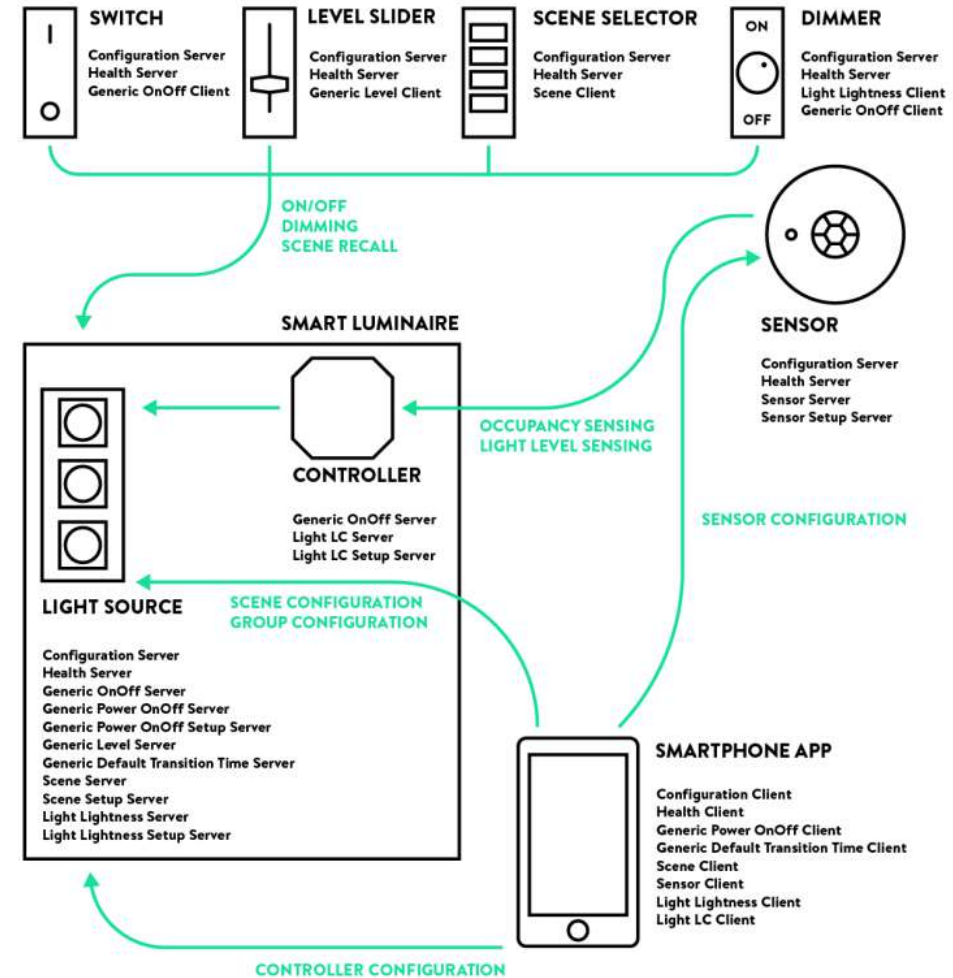 SWITCH
Configuration Server
Health Server
Generic OnOff Client
LEVEL SLIDER
Configuration Server
Health Server
Generic Level Client
SCENE SELECTOR
Configuration Server
Health Server
Scene Client
DIMMER
ON
OFF
Configuration Server
Health Server
Light Lightness Client
Generic OnOff Client
ON/OFF
DIMMING
SCENE RECALL
SENSOR
Configuration Server
Health Server
Sensor Server
Sensor Setup Server
SMART LUMINAIRE
OCCUPANCY SENSING
LIGHT LEVEL SENSING
CONTROLLER
Generic OnOff Server
Light LC Server
Light LC Setup Server
SENSOR CONFIGURATION
SCENE CONFIGURATION
GROUP CONFIGURATION
LIGHT SOURCE
Configuration Server
Health Server
Generic OnOff Server
Generic Power OnOff Server
Generic Power OnOff Setup Server
Generic Level Server
Generic Default Transition Time Server
Scene Server
Scene Setup Server
Light Lightness Server
Light Lightness Setup Server
SMARTPHONE APP
Configuration Client
Health Client
Generic Power OnOff Client
Generic Default Transition Time Client
Scene Client
Sensor Client
Light Lightness Client
Light LC Client
CONTROLLER CONFIGURATION